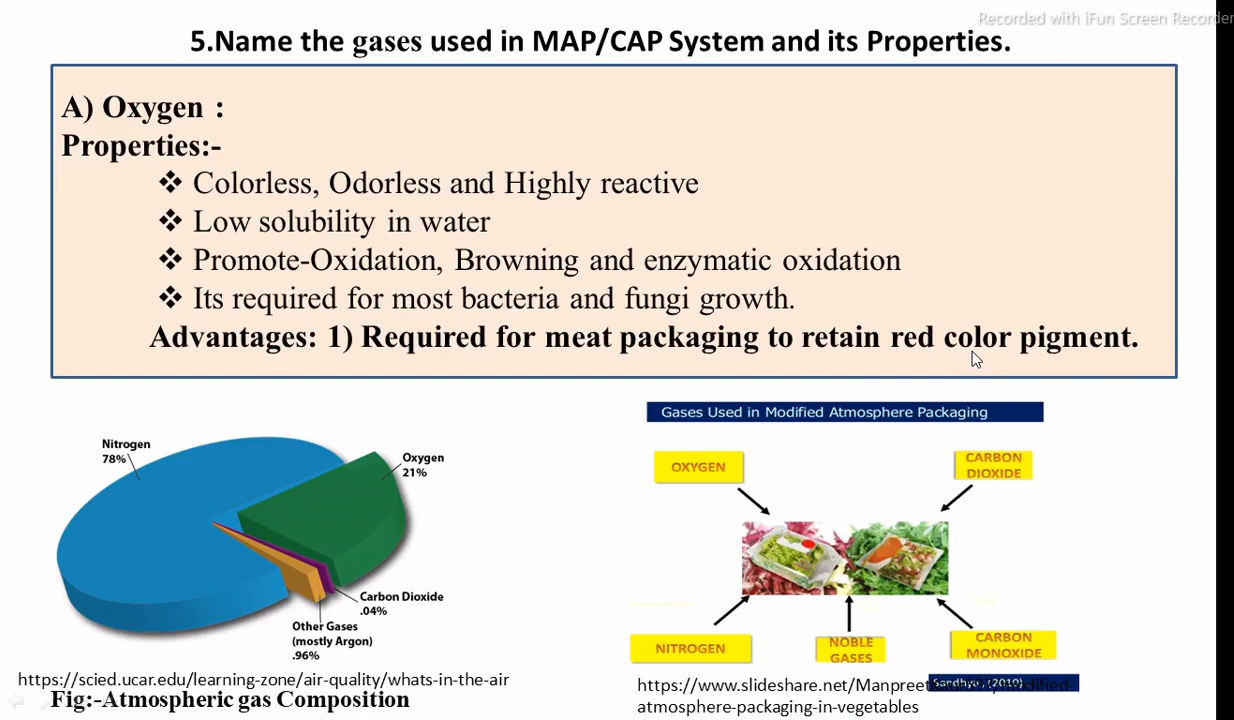 Recorded with iFun Screen Recorder
5.Name the gases used in MAP/CAP System and its Properties.
A) Oxygen :
Properties:-
❖ Colorless, Odorless and Highly reactive
❖ Low solubility in water
❖ Promote-Oxidation, Browning and enzymatic oxidation
❖ Its required for most bacteria and fungi growth.
Advantages: 1) Required for meat packaging to retain red color pigment.
Nitrogen
78%
Oxygen
21%
Carbon Dioxide
.04%
Other Gases
(mostly Argon)
.96%
https://scied.ucar.edu/learning-zone/air-quality/whats-in-the-air
Fig:-Atmospheric gas Composition
Gases Used in Modified Atmosphere Packaging
OXYGEN
CARBON
DIOXIDE
NITROGEN
NOBLE
GASES
CARBON
MONOXIDE
Sandhya, (2010)
https://www.slideshare.net/Manpreet
atmosphere-packaging-in-vegetables